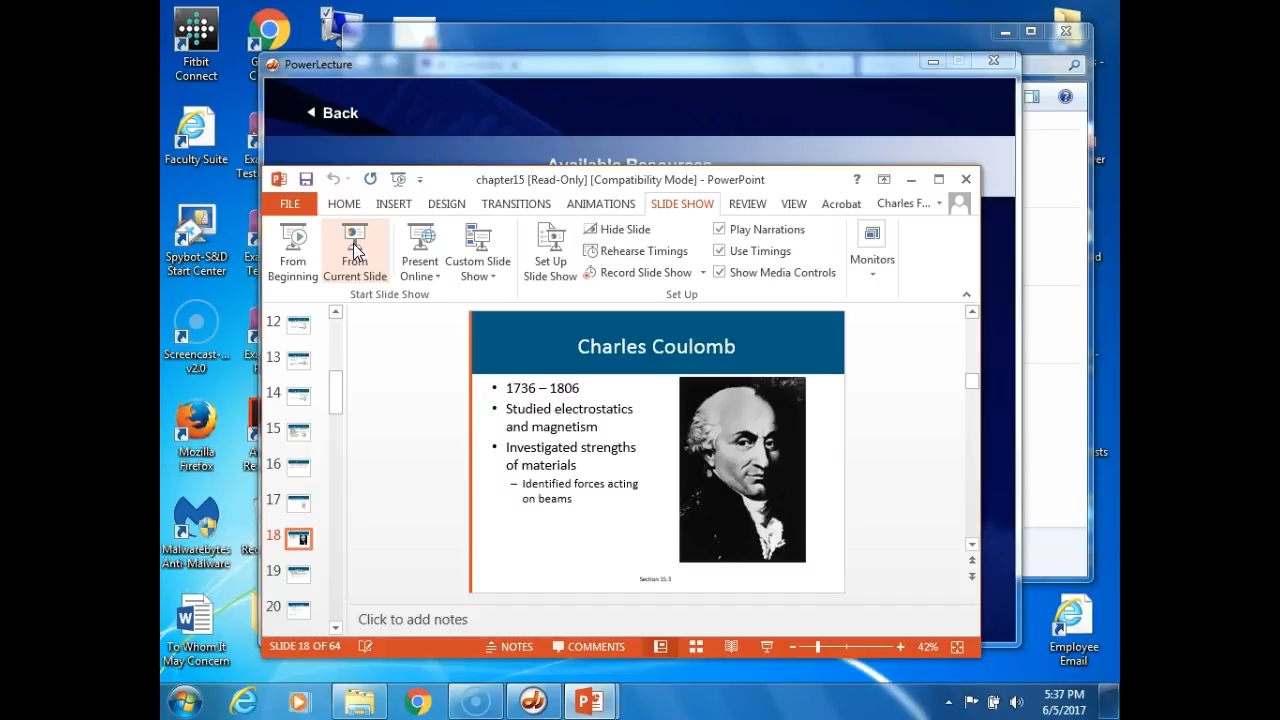 Fitbit
Connect
Faculty Suite
Spybot-S&D
Start Center
Screencast-...
v2.0
Mozilla
Firefox
Malwarebytes
Anti-Malware
To Whom It
May Concern
Employee
Email
PowerLecture
Back
Available Resources
chapter15 [Read-Only] [Compatibility Mode] - PowerPoint
FILE HOME INSERT DESIGN TRANSITIONS ANIMATIONS SLIDE SHOW REVIEW VIEW Acrobat Charles F...
From
Beginning
From
Current Slide
Present
Online
Custom Slide
Show
Start Slide Show
Set Up
Slide Show
Hide Slide
Rehearse Timings
Record Slide Show
Play Narrations
Use Timings
Show Media Controls
Set Up
Monitors
12
13
14
15
16
17
18
19
20
Charles Coulomb
• 1736 – 1806
• Studied electrostatics
and magnetism
• Investigated strengths
of materials
– Identified forces acting
on beams
Section 15.3
Click to add notes
SLIDE 18 OF 64 NOTES COMMENTS 42%
5:37 PM
6/5/2017